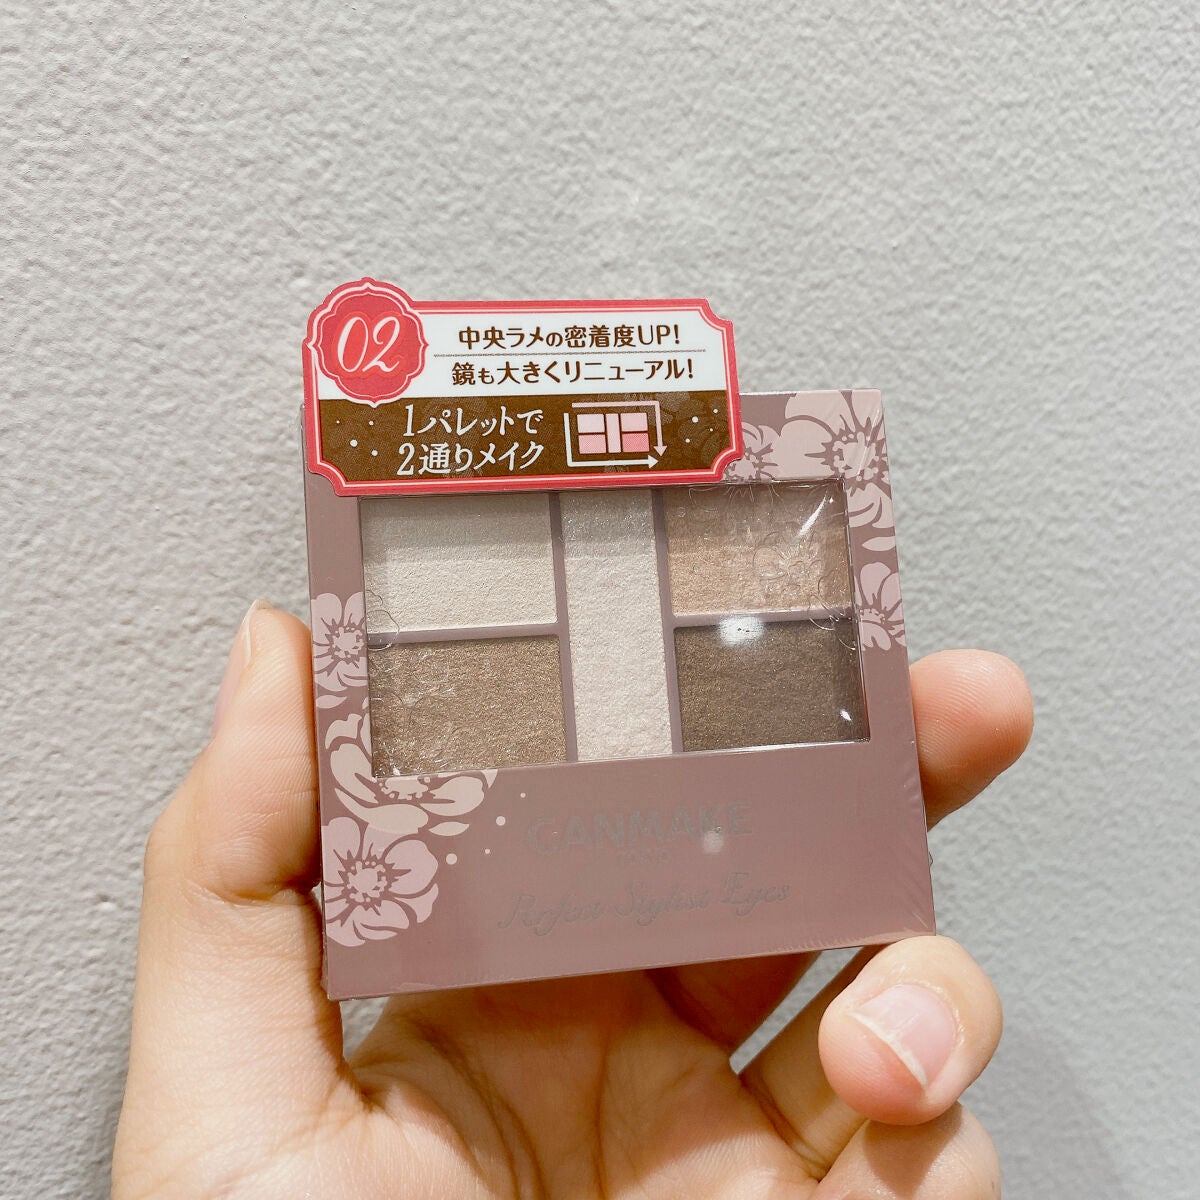 02
中央ラメの密着度UP!
鏡も大きくリニューアル!
1パレットで
2通りメイク
CANMAKE
Perfect Stylist Eyes